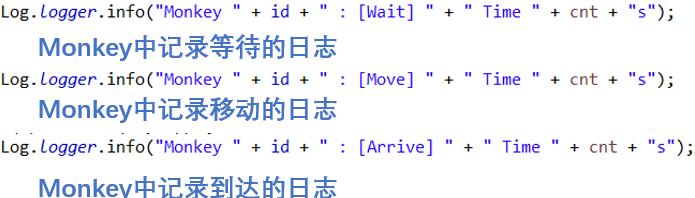 Log.logger.info("Monkey " + id + " : [Wait] " + " Time " + cnt + "s");
Monkey中记录等待的日志
Log.logger.info("Monkey " + id + " : [Move] " + " Time " + cnt + "s");
Monkey中记录移动的日志
Log.logger.info("Monkey " + id + " : [Arrive] " + " Time " + cnt + "s");
Monkey中记录到达的日志